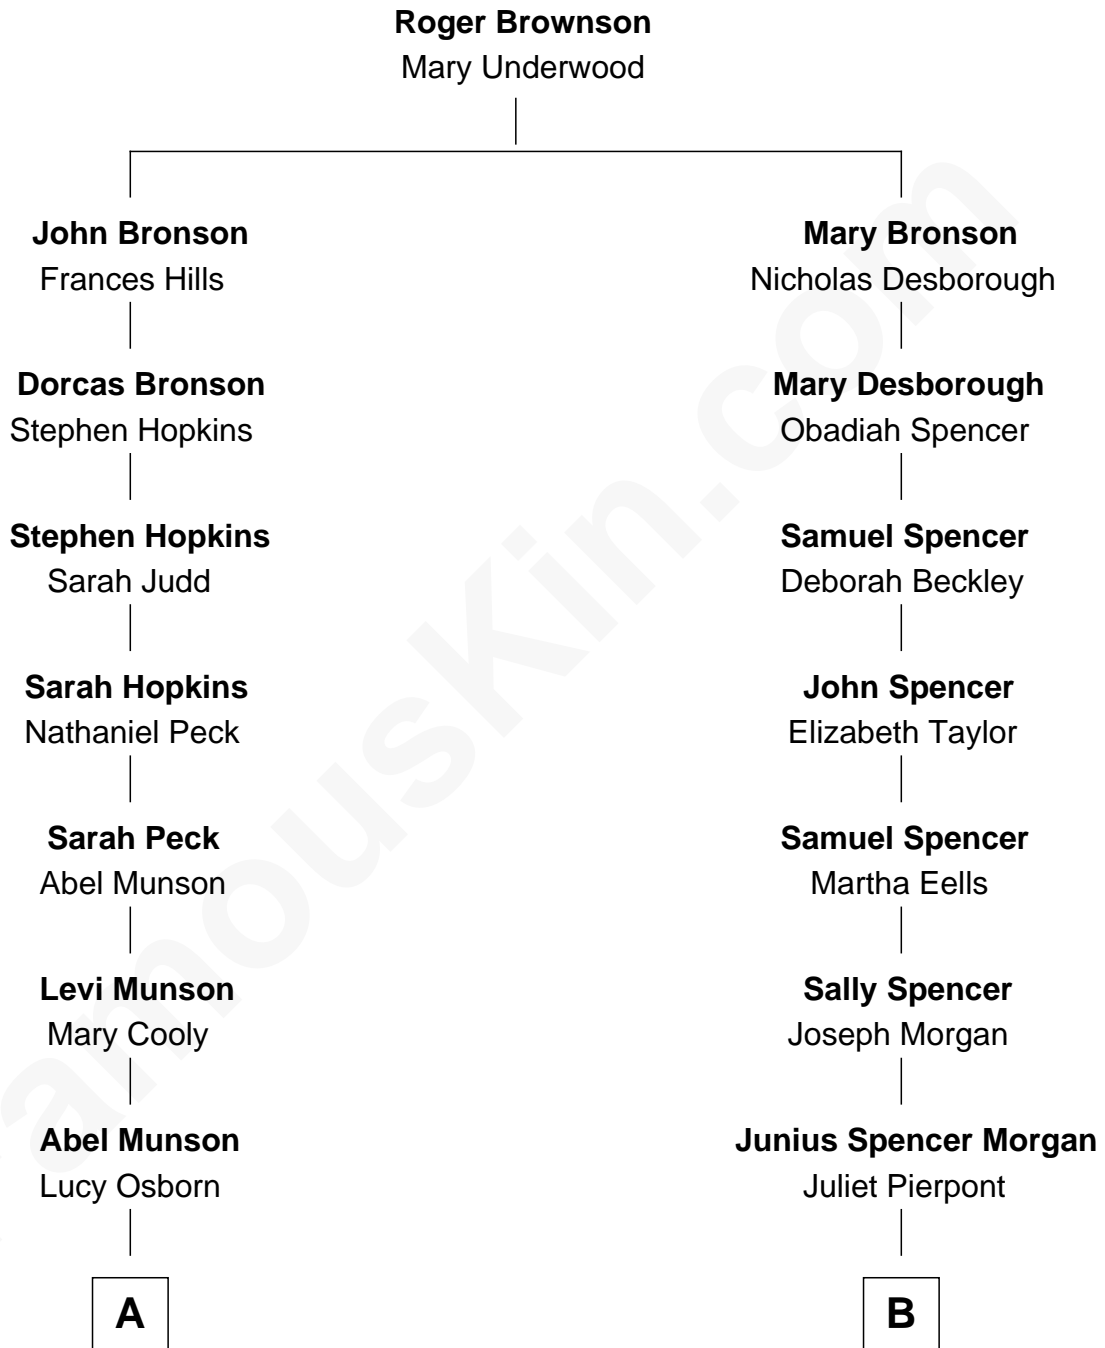 Roger Brownson
Mary Underwood
John Bronson
Frances Hills
Mary Bronson
Nicholas Desborough
Dorcas Bronson
Stephen Hopkins
Mary Desborough
Obadiah Spencer
Stephen Hopkins
Sarah Judd
Samuel Spencer
Deborah Beckley
Sarah Hopkins
Nathaniel Peck
John Spencer
Elizabeth Taylor
Sarah Peck
Abel Munson
Samuel Spencer
Martha Eells
Levi Munson
Mary Cooly
Sally Spencer
Joseph Morgan
Abel Munson
Lucy Osborn
Junius Spencer Morgan
Juliet Pierpont
A
B
amouskin.com